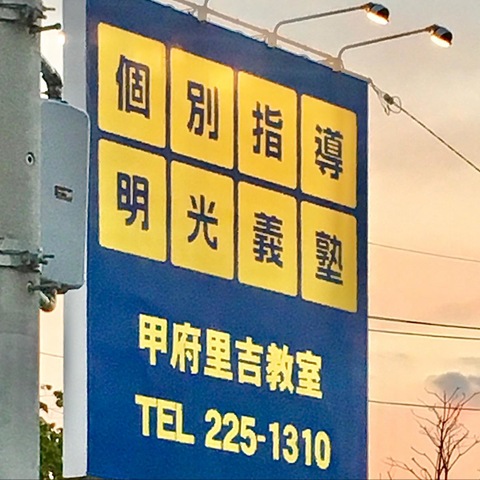 個別指導
明光義塾
甲府里吉教室
TEL 225-1310